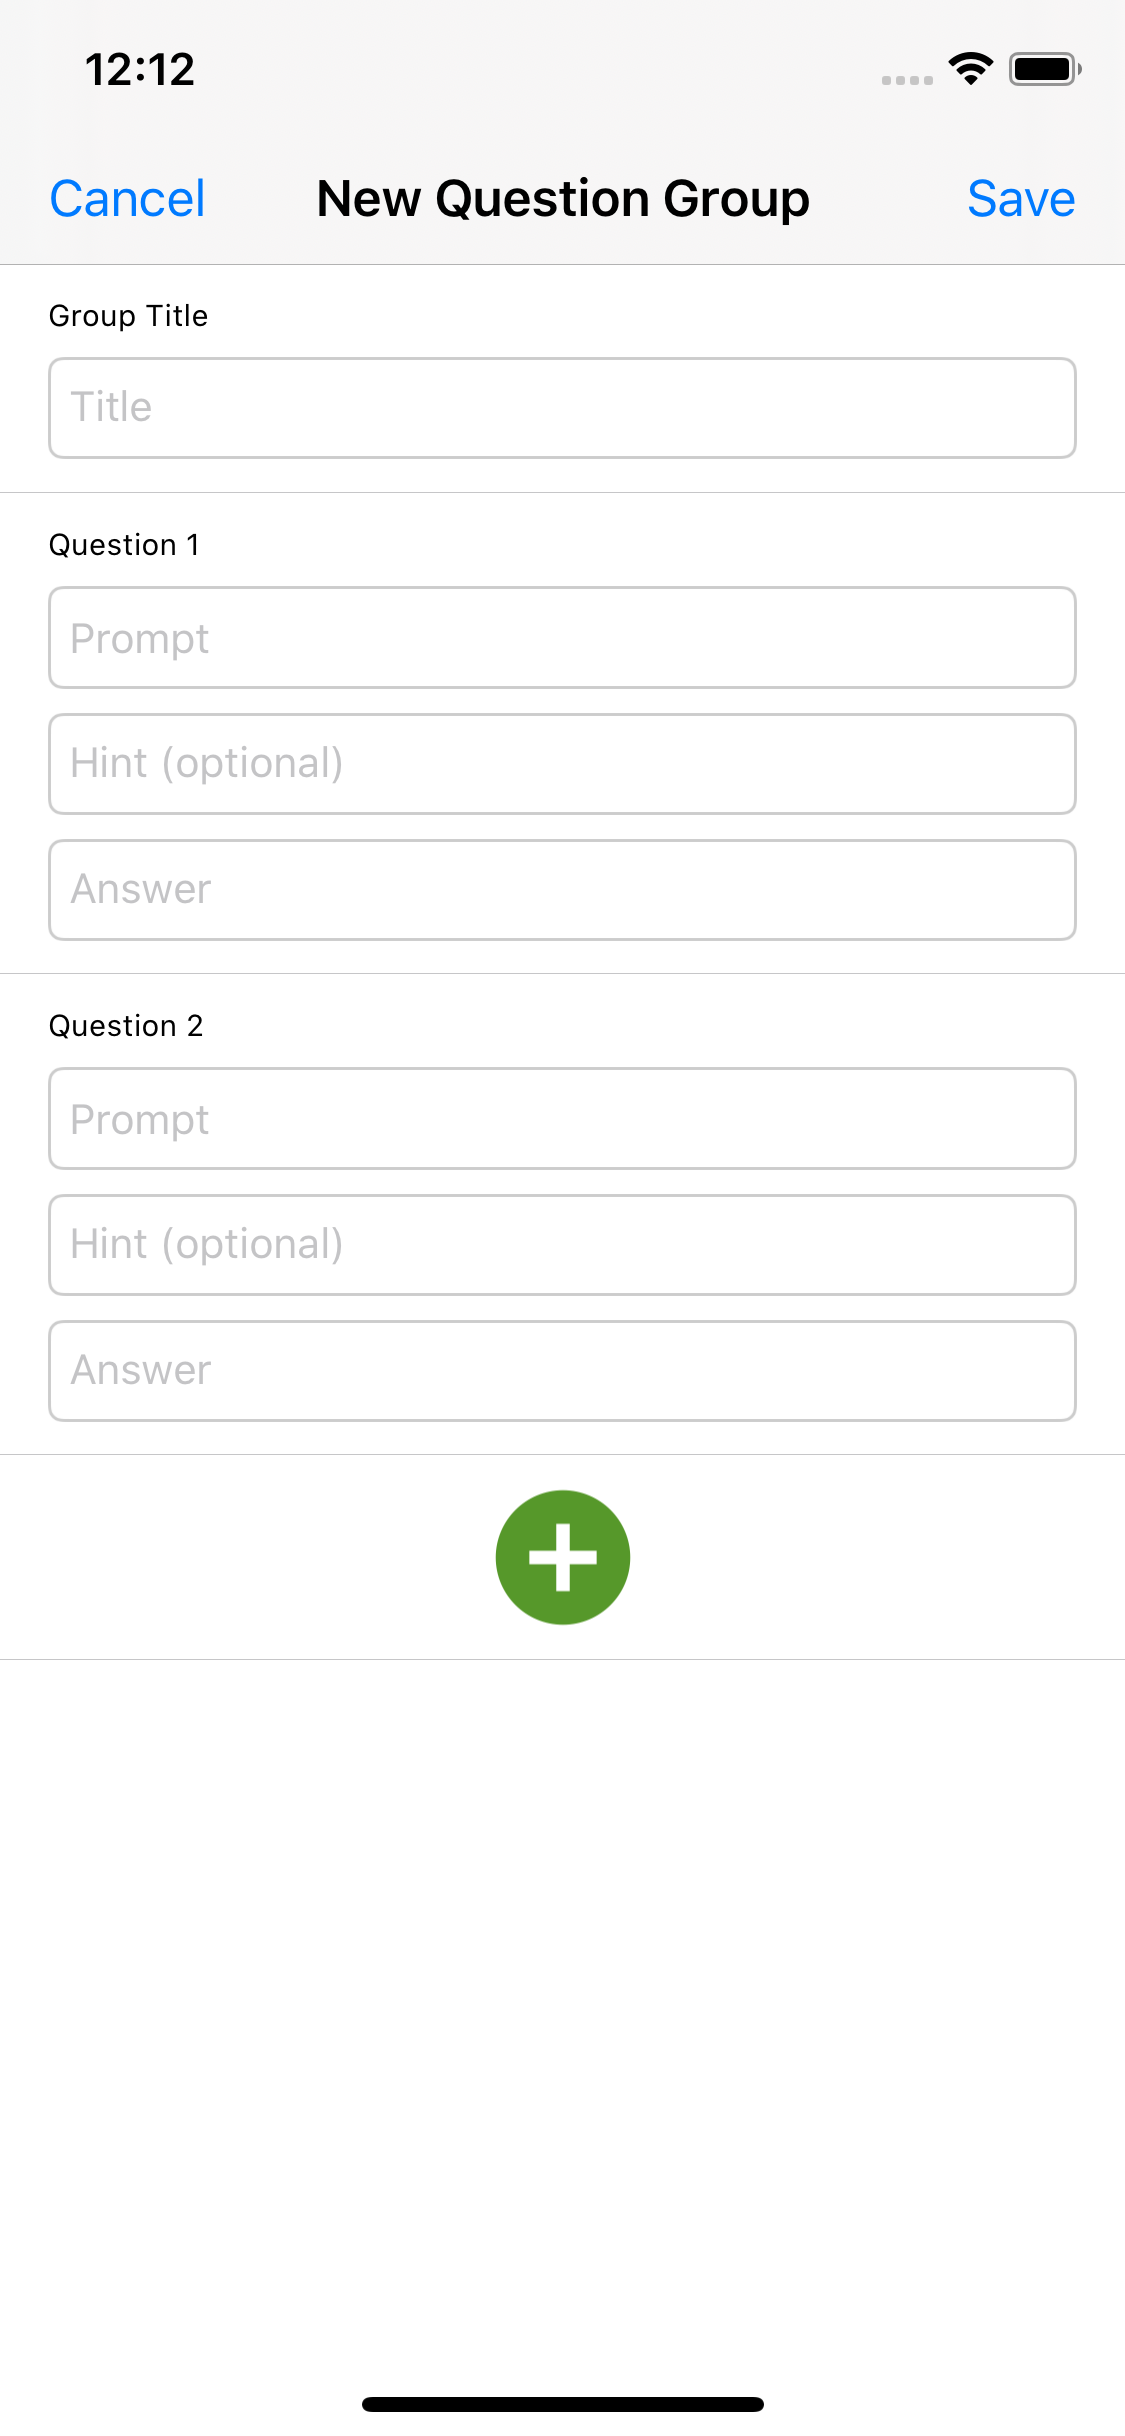 12:12
Cancel New Question Group Save
Group Title
Title
Question 1
Prompt
Hint (optional)
Answer
Question 2
Prompt
Hint (optional)
Answer